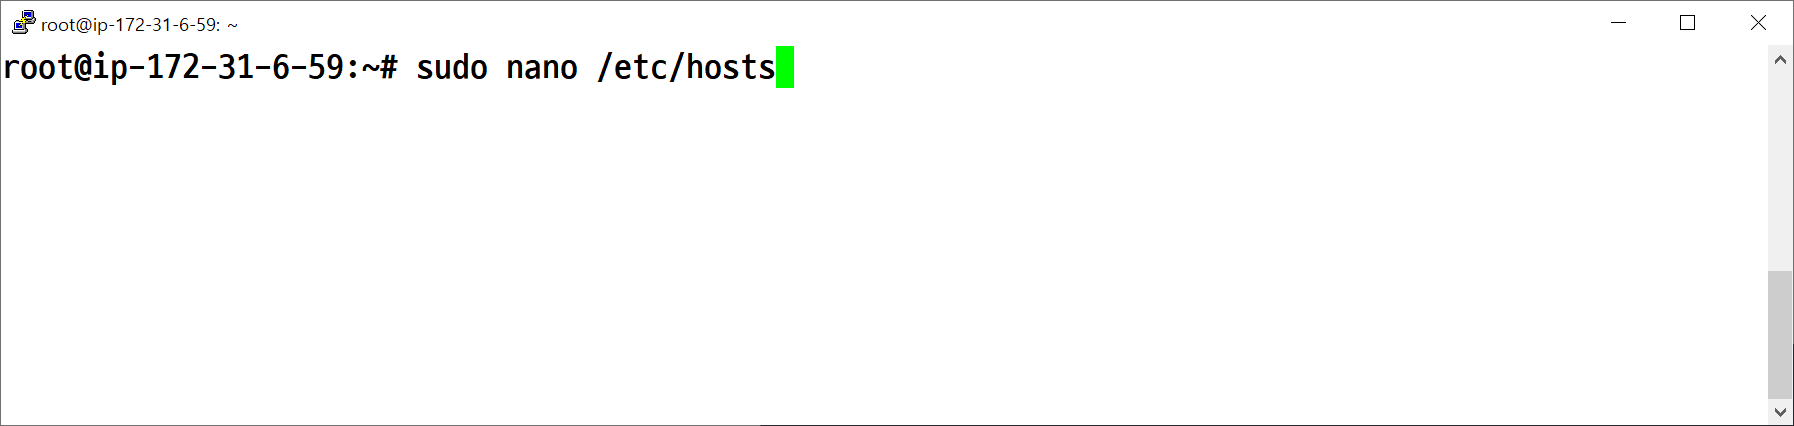 root@ip-172-31-6-59: ~
root@ip-172-31-6-59:~# sudo nano /etc/hosts